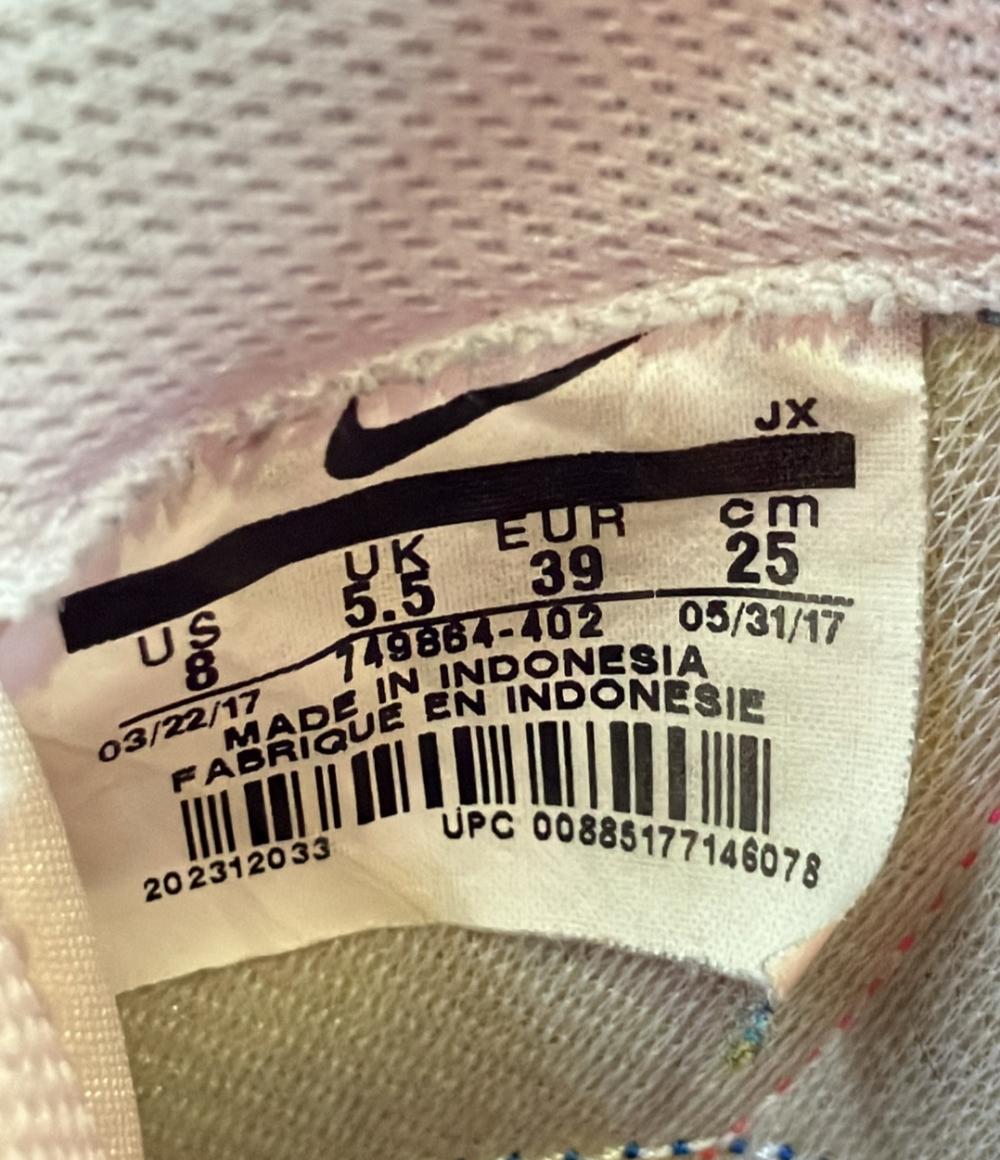 JX
US UK EUR cm
8 5.5 39 25
03/22/17 749864-402 05/31/17
MADE IN INDONESIA
FABRIQUE EN INDONESIE
202312033 UPC 00885177146078